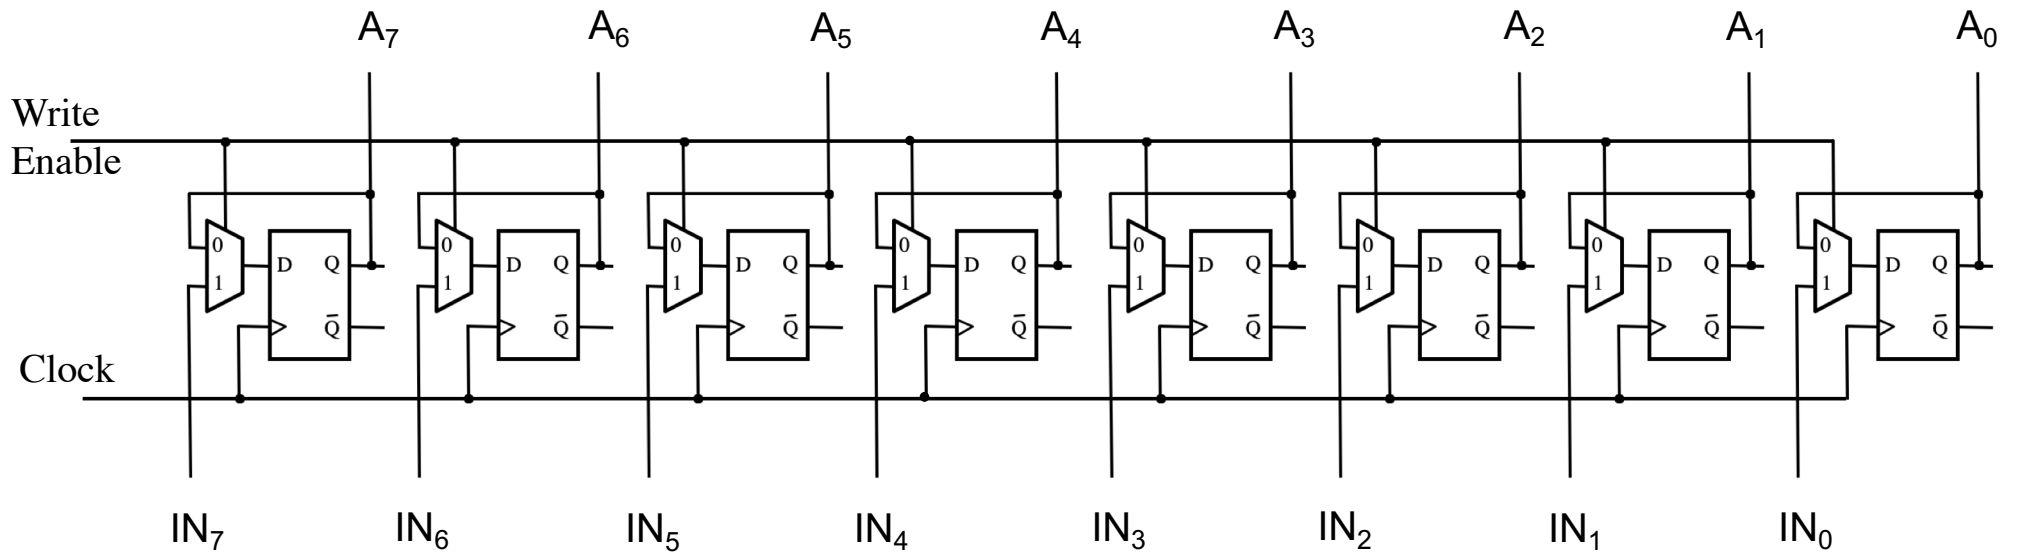 A₇ A₆ A₅ A₄ A₃ A₂ A₁ A₀
Write
Enable
0 0 0 0 0 0 0 0
D Q D Q D Q D Q D Q D Q D Q D Q
1 1 1 1 1 1 1 1
Q̅ Q̅ Q̅ Q̅ Q̅ Q̅ Q̅ Q̅
Clock
IN₇ IN₆ IN₅ IN₄ IN₃ IN₂ IN₁ IN₀